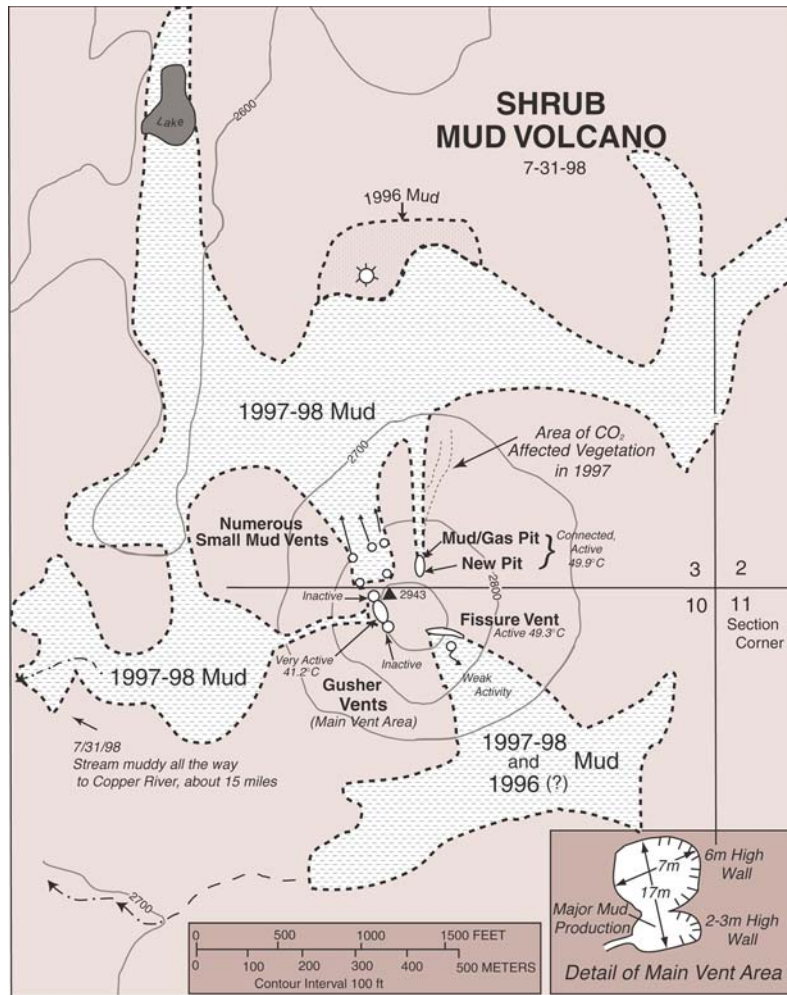 SHRUB
MUD VOLCANO
7-31-98
Lake
2600
1996 Mud
1997-98 Mud
2700
Area of CO₂
Affected Vegetation
in 1997
Numerous
Small Mud Vents
Mud/Gas Pit
New Pit
Connected,
Active
49.9°C
2800
3 2
10 11
Section
Corner
Inactive
2943
Fissure Vent
Active 49.3°C
Very Active
41.2°C
Inactive
Weak
Activity
Gusher
Vents
(Main Vent Area)
1997-98 Mud
7/31/98
Stream muddy all the way
to Copper River, about 15 miles
1997-98
and
1996 (?)
Mud
2700
0 500 1000 1500 FEET
0 100 200 300 400 500 METERS
Contour Interval 100 ft
6m High
Wall
7m
17m
Major Mud
Production
2-3m High
Wall
Detail of Main Vent Area